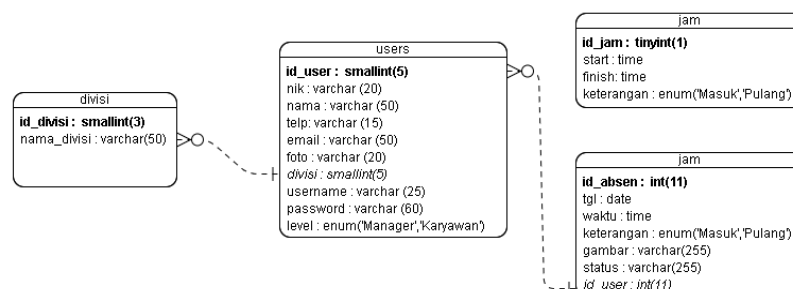 divisi
id_divisi : smallint(3)
nama_divisi : varchar(50)
users
id_user : smallint(5)
nik : varchar (20)
nama : varchar (50)
telp: varchar (15)
email : varchar (50)
foto : varchar (20)
divisi : smallint(5)
username : varchar (25)
password : varchar (60)
level : enum('Manager','Karyawan')
jam
id_jam : tinyint(1)
start : time
finish: time
keterangan : enum('Masuk','Pulang')
jam
id_absen : int(11)
tgl : date
waktu : time
keterangan : enum('Masuk','Pulang')
gambar : varchar(255)
status : varchar(255)
id_user : int(11)